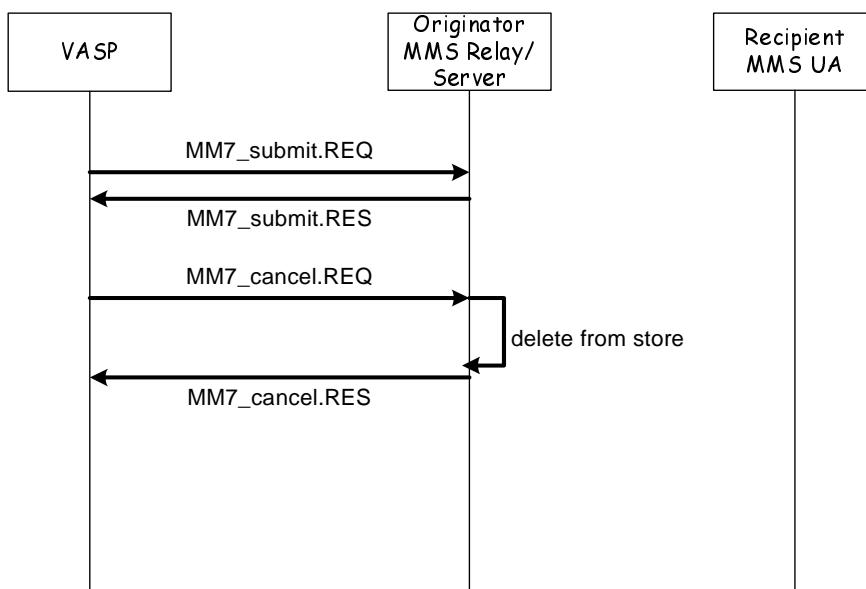 VASP
Originator
MMS Relay/
Server
Recipient
MMS UA
MM7_submit.REQ
MM7_submit.RES
MM7_cancel.REQ
delete from store
MM7_cancel.RES